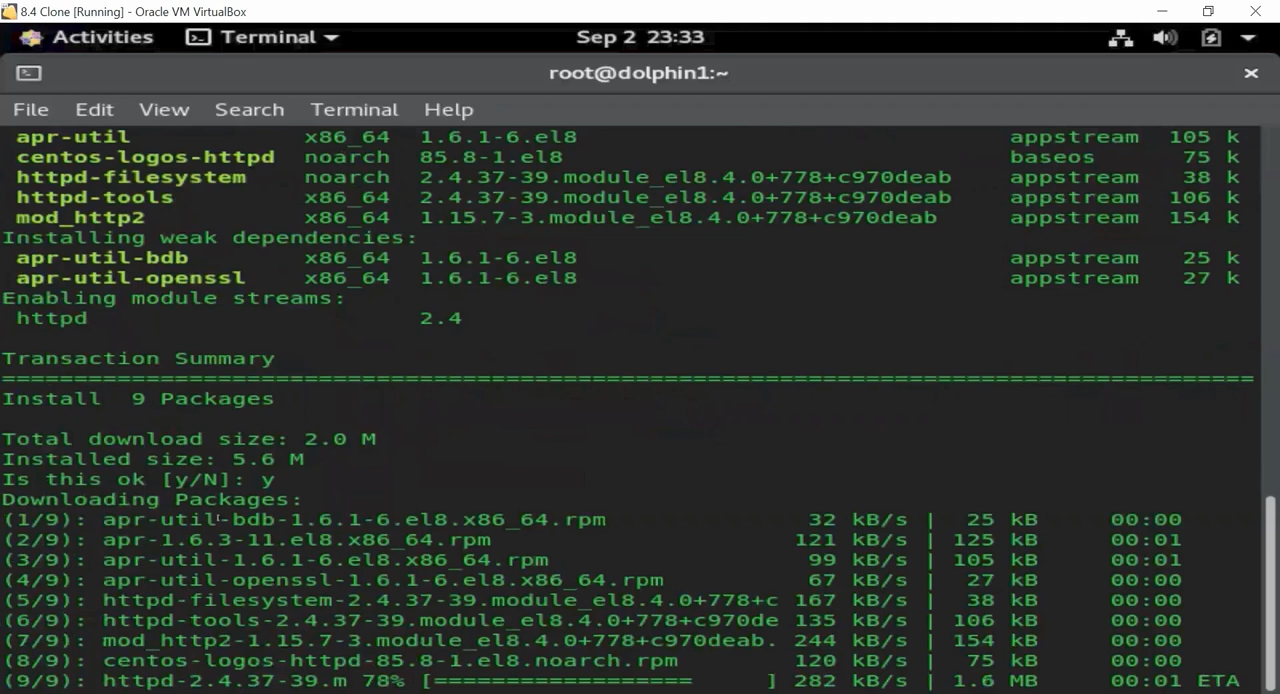 8.4 Clone [Running] - Oracle VM VirtualBox
Activities Terminal Sep 2 23:33
root@dolphin1:~
File Edit View Search Terminal Help
apr-util x86_64 1.6.1-6.el8 appstream 105 k
centos-logos-httpd noarch 85.8-1.el8 baseos 75 k
httpd-filesystem noarch 2.4.37-39.module_el8.4.0+778+c970deab appstream 38 k
httpd-tools x86_64 2.4.37-39.module_el8.4.0+778+c970deab appstream 106 k
mod_http2 x86_64 1.15.7-3.module_el8.4.0+778+c970deab appstream 154 k
Installing weak dependencies:
apr-util-bdb x86_64 1.6.1-6.el8 appstream 25 k
apr-util-openssl x86_64 1.6.1-6.el8 appstream 27 k
Enabling module streams:
httpd 2.4
Transaction Summary
================================================================================
Install 9 Packages
Total download size: 2.0 M
Installed size: 5.6 M
Is this ok [y/N]: y
Downloading Packages:
(1/9): apr-util-bdb-1.6.1-6.el8.x86_64.rpm 32 kB/s | 25 kB 00:00
(2/9): apr-1.6.3-11.el8.x86_64.rpm 121 kB/s | 125 kB 00:01
(3/9): apr-util-1.6.1-6.el8.x86_64.rpm 99 kB/s | 105 kB 00:01
(4/9): apr-util-openssl-1.6.1-6.el8.x86_64.rpm 67 kB/s | 27 kB 00:00
(5/9): httpd-filesystem-2.4.37-39.module_el8.4.0+778+c 167 kB/s | 38 kB 00:00
(6/9): httpd-tools-2.4.37-39.module_el8.4.0+778+c970de 135 kB/s | 106 kB 00:00
(7/9): mod_http2-1.15.7-3.module_el8.4.0+778+c970deab. 244 kB/s | 154 kB 00:00
(8/9): centos-logos-httpd-85.8-1.el8.noarch.rpm 120 kB/s | 75 kB 00:00
(9/9): httpd-2.4.37-39.m 78% [================== ] 282 kB/s | 1.6 MB 00:01 ETA